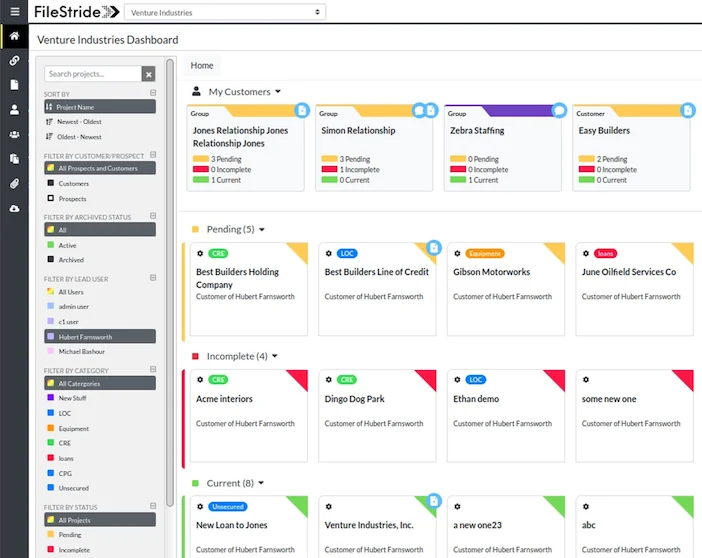 FileStride
Venture Industries
Venture Industries Dashboard
Search projects...
SORT BY
Project Name
Newest - Oldest
Oldest - Newest
FILTER BY CUSTOMER/PROSPECT
All Prospects and Customers
Customers
Prospects
FILTER BY ARCHIVED STATUS
All
Active
Archived
FILTER BY LEAD USER
All Users
admin user
c1 user
Hubert Farnsworth
Michael Bashour
FILTER BY CATEGORY
All Catergories
New Stuff
LOC
Equipment
CRE
loans
CPG
Unsecured
FILTER BY STATUS
All Projects
Pending
Incomplete
Home
My Customers
Group
Jones Relationship Jones
Relationship Jones
3 Pending
0 Incomplete
1 Current
Group
Simon Relationship
3 Pending
1 Incomplete
0 Current
Group
Zebra Staffing
0 Pending
0 Incomplete
1 Current
Customer
Easy Builders
2 Pending
0 Incomplete
0 Current
Pending (5)
CRE
Best Builders Holding
Company
Customer of Hubert Farnsworth
LOC
Best Builders Line of Credit
Customer of Hubert Farnsworth
Equipment
Gibson Motorworks
Customer of Hubert Farnsworth
loans
June Oilfield Services Co
Customer of Hubert Farnsworth
Incomplete (4)
CRE
Acme interiors
Customer of Hubert Farnsworth
CRE
Dingo Dog Park
Customer of Hubert Farnsworth
LOC
Ethan demo
Customer of Hubert Farnsworth
some new one
Customer of Hubert Farnsworth
Current (8)
Unsecured
New Loan to Jones
Customer of Hubert Farnsworth
Venture Industries, Inc.
Customer of Hubert Farnsworth
a new one23
Customer of Hubert Farnsworth
abc
Customer of Hubert Farnsworth